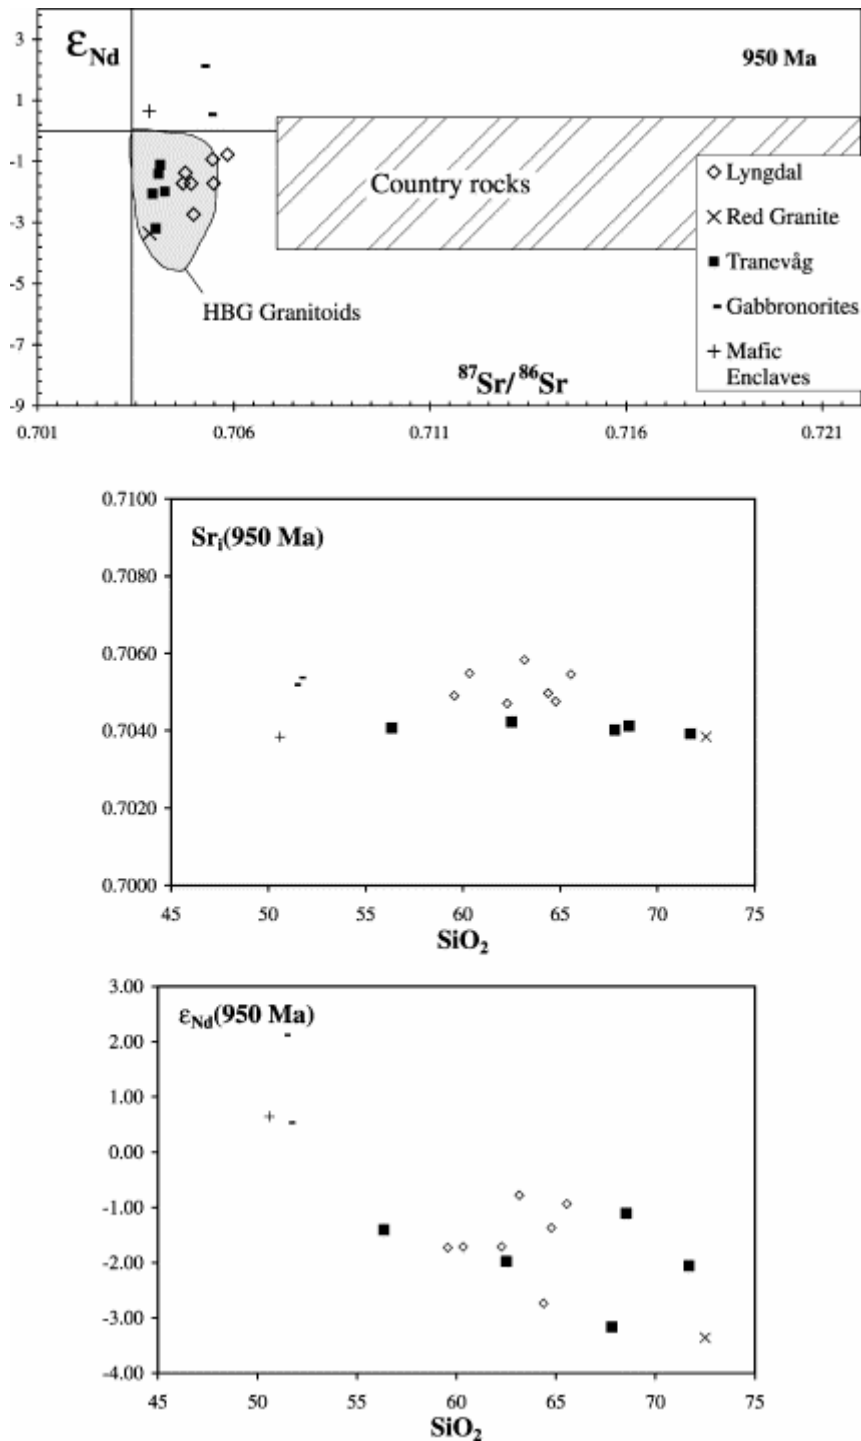 3
1
-1
-3
-5
-7
-9
εNd
950 Ma
Country rocks
HBG Granitoids
⁸⁷Sr/⁸⁶Sr
Lyngdal
Red Granite
Tranevåg
Gabbronorites
Mafic
Enclaves
0.701 0.706 0.711 0.716 0.721
0.7100
0.7080
0.7060
0.7040
0.7020
0.7000
Srᵢ(950 Ma)
45 50 55 60 65 70 75
SiO₂
3.00
2.00
1.00
0.00
-1.00
-2.00
-3.00
-4.00
εNd(950 Ma)
45 50 55 60 65 70 75
SiO₂